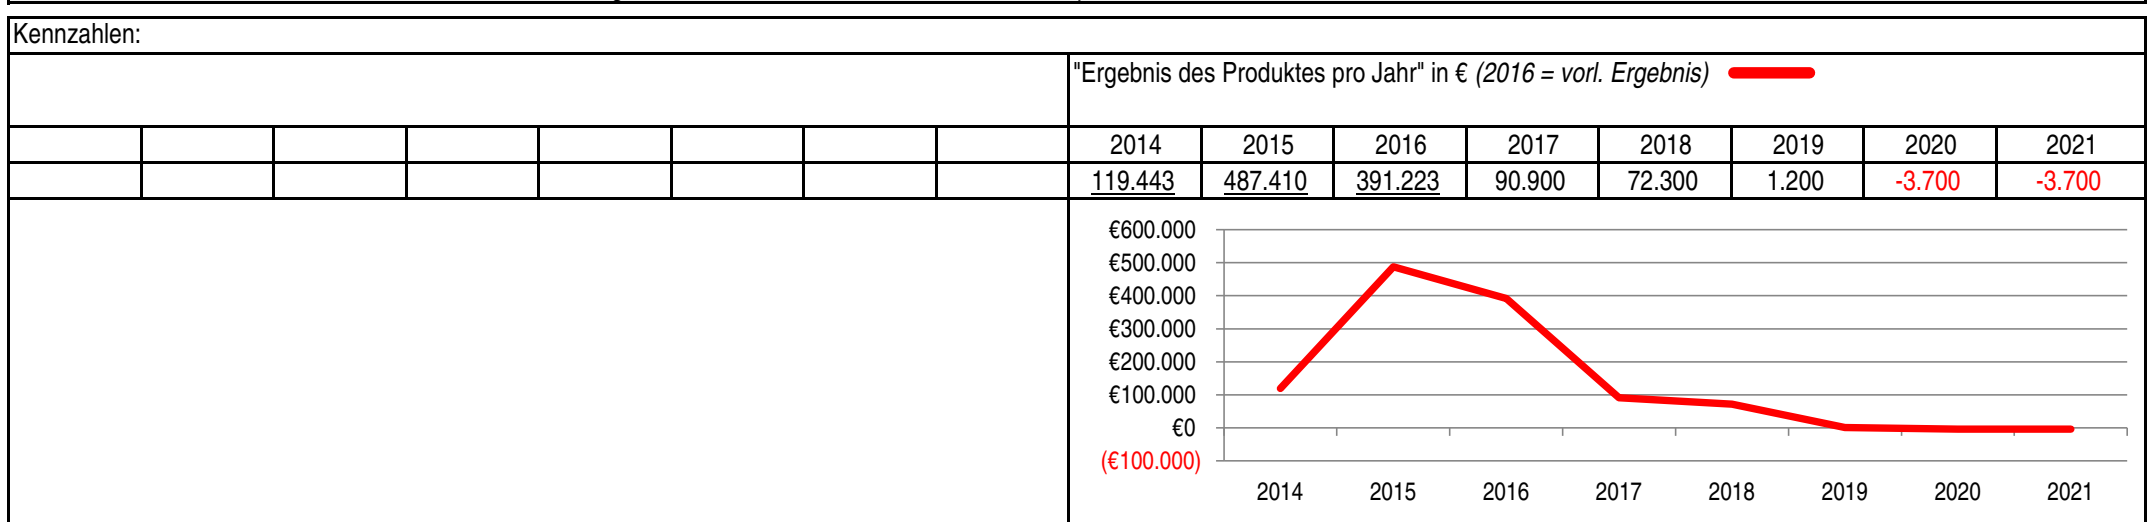 Kennzahlen:
"Ergebnis des Produktes pro Jahr" in € (2016 = vorl. Ergebnis)
2014 2015 2016 2017 2018 2019 2020 2021
119.443 487.410 391.223 90.900 72.300 1.200 -3.700 -3.700
€600.000
€500.000
€400.000
€300.000
€200.000
€100.000
€0
(€100.000)
2014 2015 2016 2017 2018 2019 2020 2021